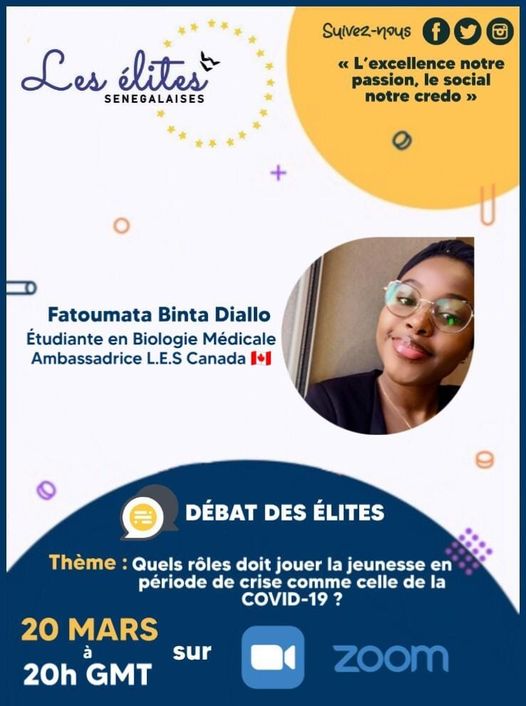 Suivez-nous
Les élites
SENEGALAISES
« L'excellence notre
passion, le social
notre credo »
Fatoumata Binta Diallo
Étudiante en Biologie Médicale
Ambassadrice L.E.S Canada 🇨🇦
DÉBAT DES ÉLITES
Thème : Quels rôles doit jouer la jeunesse en
période de crise comme celle de la
COVID-19 ?
20 MARS
à
20h GMT
sur
zoom